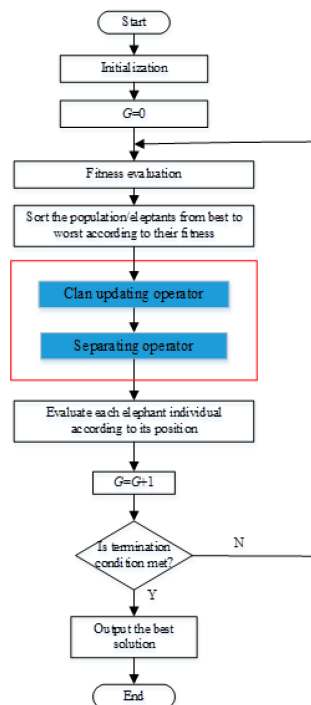 Start
Initialization
G=0
Fitness evaluation
Sort the population/eleptants from best to
worst according to their fitness
Clan updating operator
Separating operator
Evaluate each elephant individual
according to its position
G=G+1
Is termination
condition met?
N
Y
Output the best
solution
End